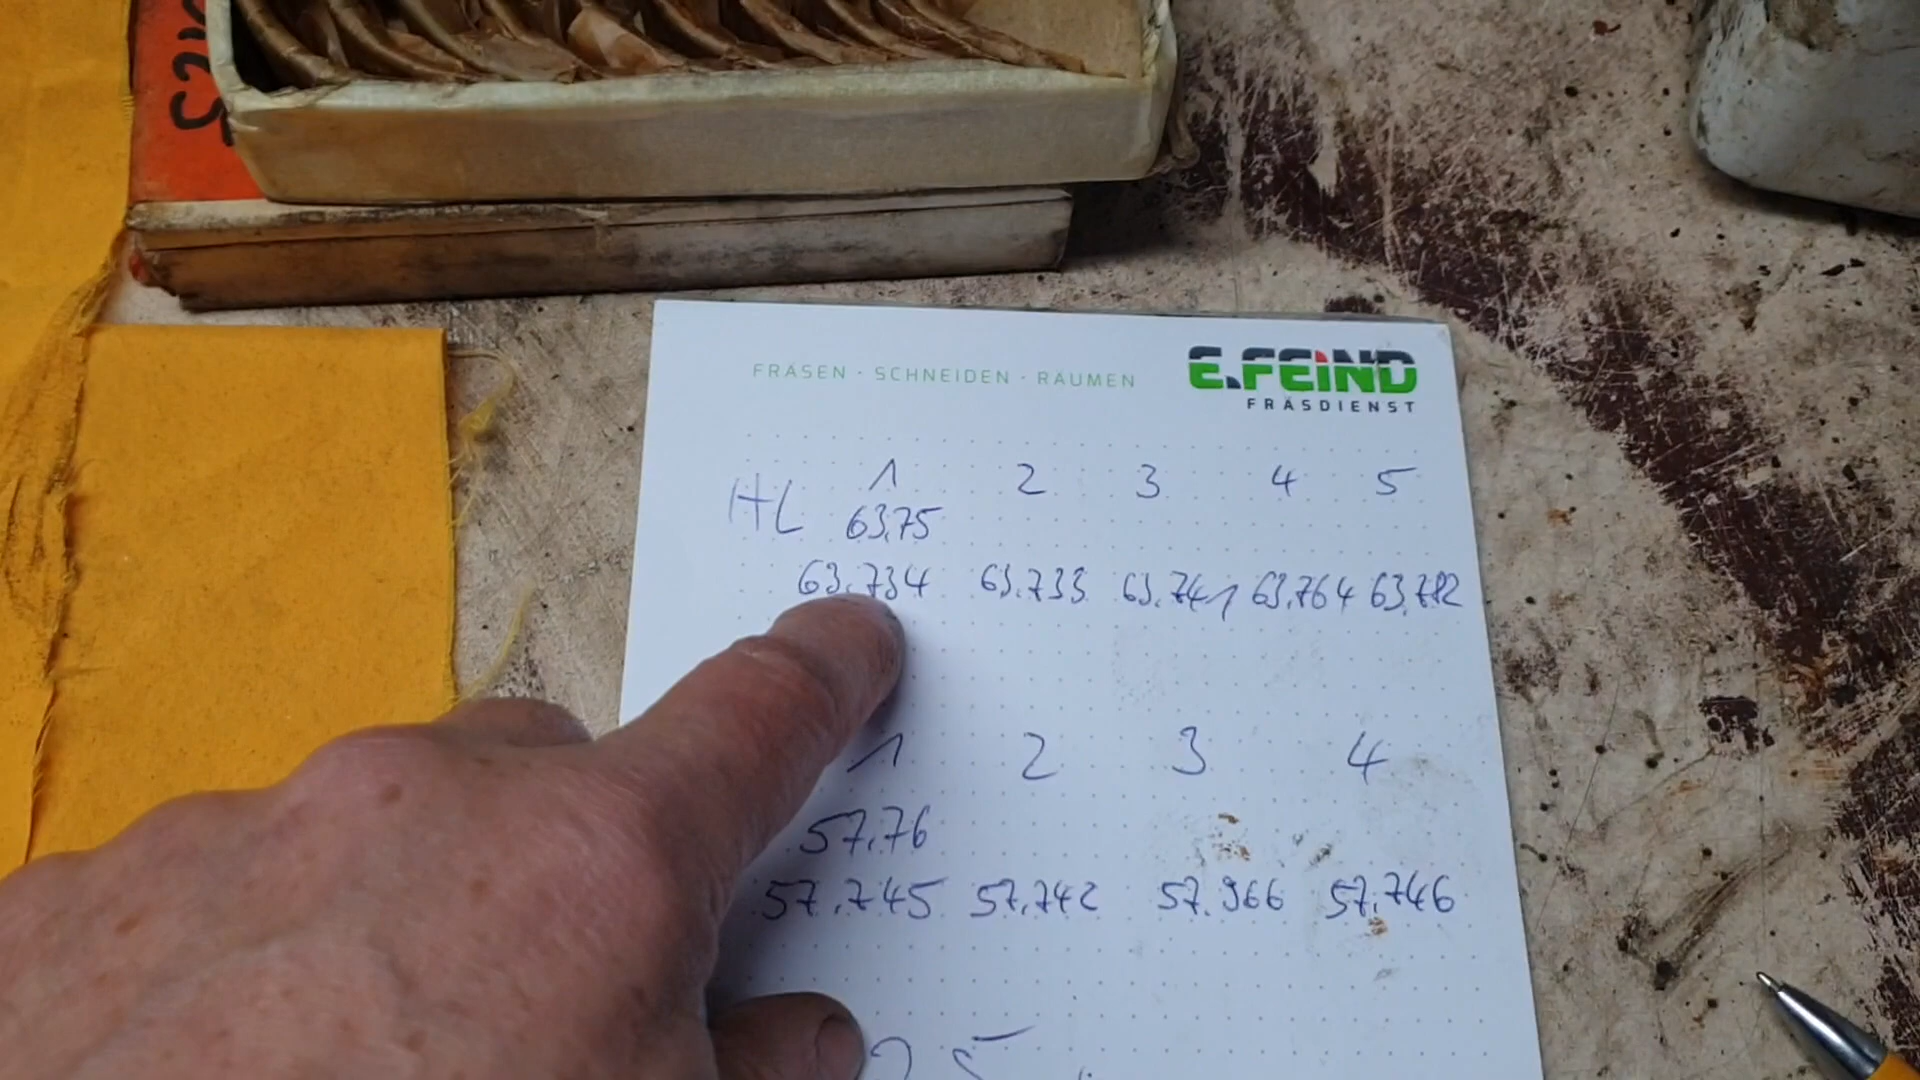 FRÄSEN · SCHNEIDEN · RÄUMEN
E.FEIND
FRÄSDIENST
1 2 3 4 5
HL 63.75
63.734 63.733 63.741 63.764 63.782
1 2 3 4
57.76
57.745 57.742 57.966 57.746